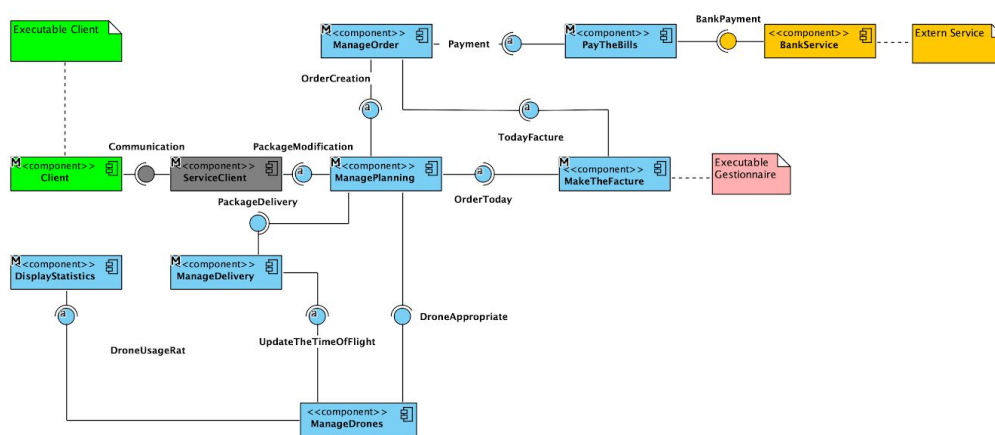 Executable Client
<<component>>
ManageOrder
Payment
a
<<component>>
PayTheBills
BankPayment
<<component>>
BankService
Extern Service
OrderCreation
a
a
TodayFacture
Communication
PackageModification
<<component>>
Client
<<component>>
ServiceClient
a
<<component>>
ManagePlanning
a
OrderToday
<<component>>
MakeTheFacture
Executable
Gestionnaire
PackageDelivery
<<component>>
DisplayStatistics
<<component>>
ManageDelivery
a
a
DroneAppropriate
UpdateTheTimeOfFlight
DroneUsageRat
<<component>>
ManageDrones